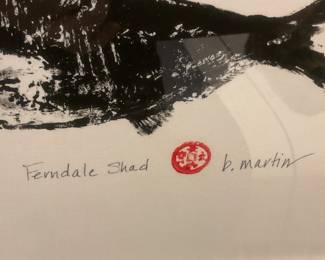 Ferndale Shad b. martin